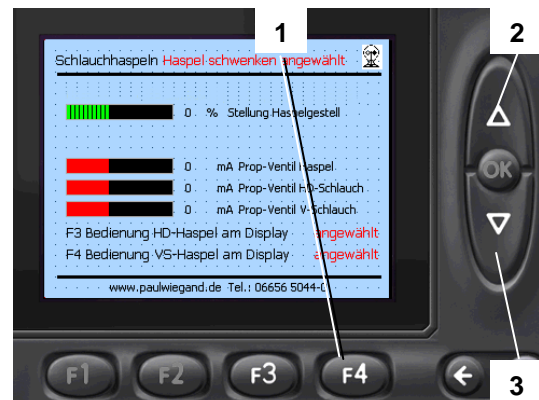 1
2
Schlauchhaspeln Haspel schwenken angewählt
0 % Stellung Haspelgestell
0 mA Prop-Ventil Haspel
0 mA Prop-Ventil HD-Schlauch
0 mA Prop-Ventil V-Schlauch
F3 Bedienung HD-Haspel am Display angewählt
F4 Bedienung VS-Haspel am Display angewählt
www.paulwiegand.de Tel.: 06656 5044-0
OK
F1 F2 F3 F4
3